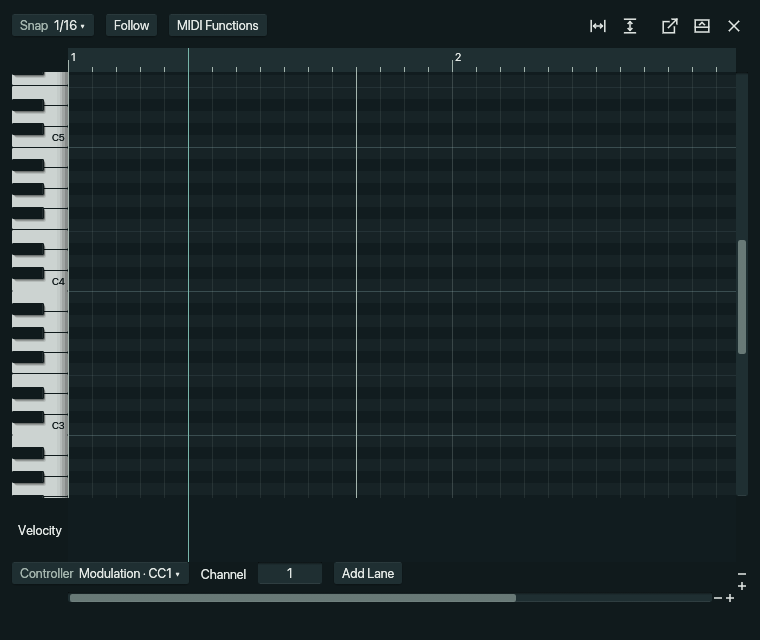 Snap 1/16 Follow MIDI Functions
1 2
C5
C4
C3
Velocity
Controller Modulation · CC1 Channel 1 Add Lane